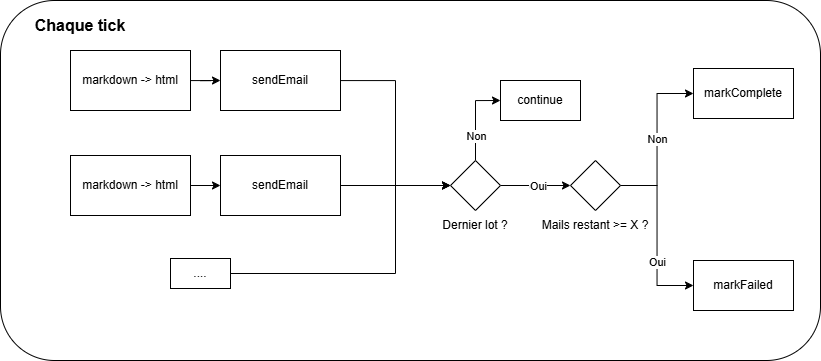 Chaque tick
markdown -> html
sendEmail
continue
markComplete
Non
Non
markdown -> html
sendEmail
Oui
Dernier lot ?
Mails restant >= X ?
Oui
....
markFailed